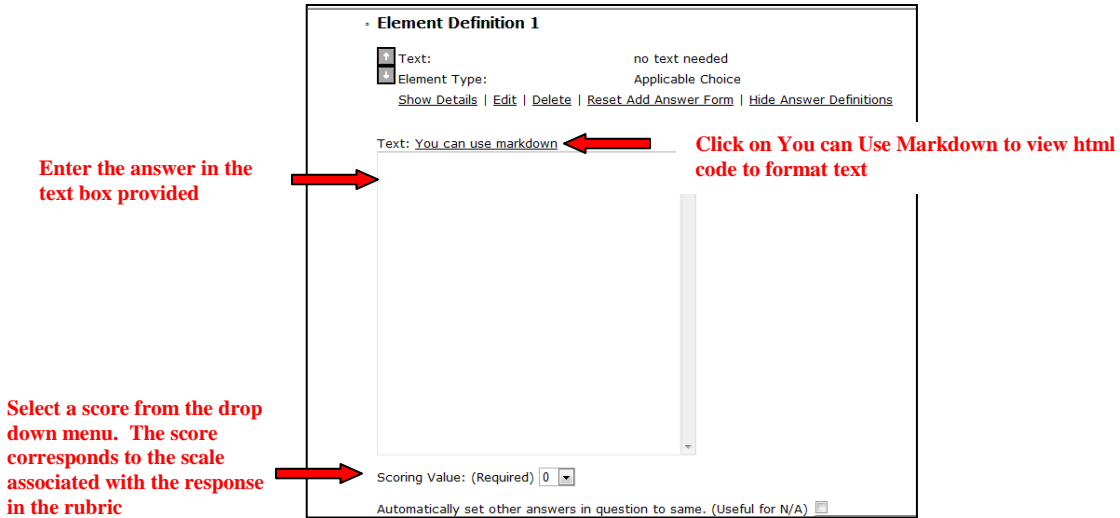 Element Definition 1
Text: no text needed
Element Type: Applicable Choice
Show Details | Edit | Delete | Reset Add Answer Form | Hide Answer Definitions
Text: You can use markdown
Click on You can Use Markdown to view html
code to format text
Enter the answer in the
text box provided
Select a score from the drop
down menu. The score
corresponds to the scale
associated with the response
in the rubric
Scoring Value: (Required) 0
Automatically set other answers in question to same. (Useful for N/A)